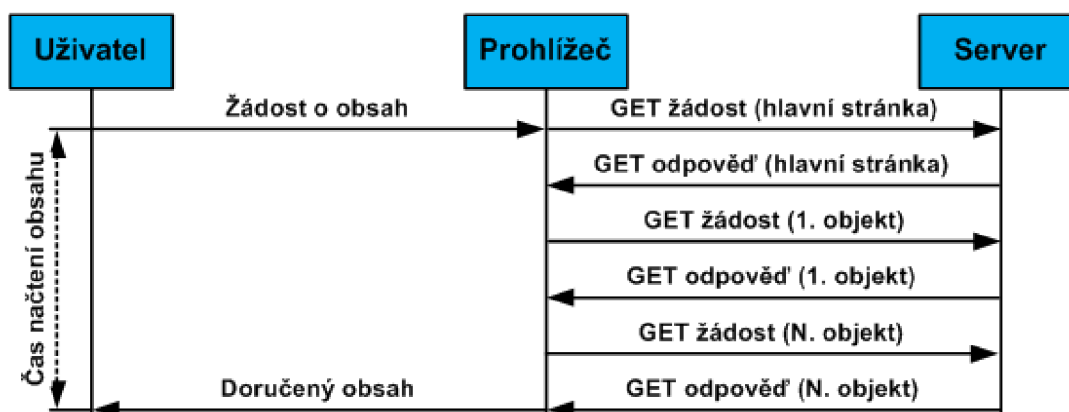 Uživatel
Prohlížeč
Server
Žádost o obsah
GET žádost (hlavní stránka)
GET odpověď (hlavní stránka)
GET žádost (1. objekt)
GET odpověď (1. objekt)
GET žádost (N. objekt)
Doručený obsah
GET odpověď (N. objekt)
Čas načtení obsahu